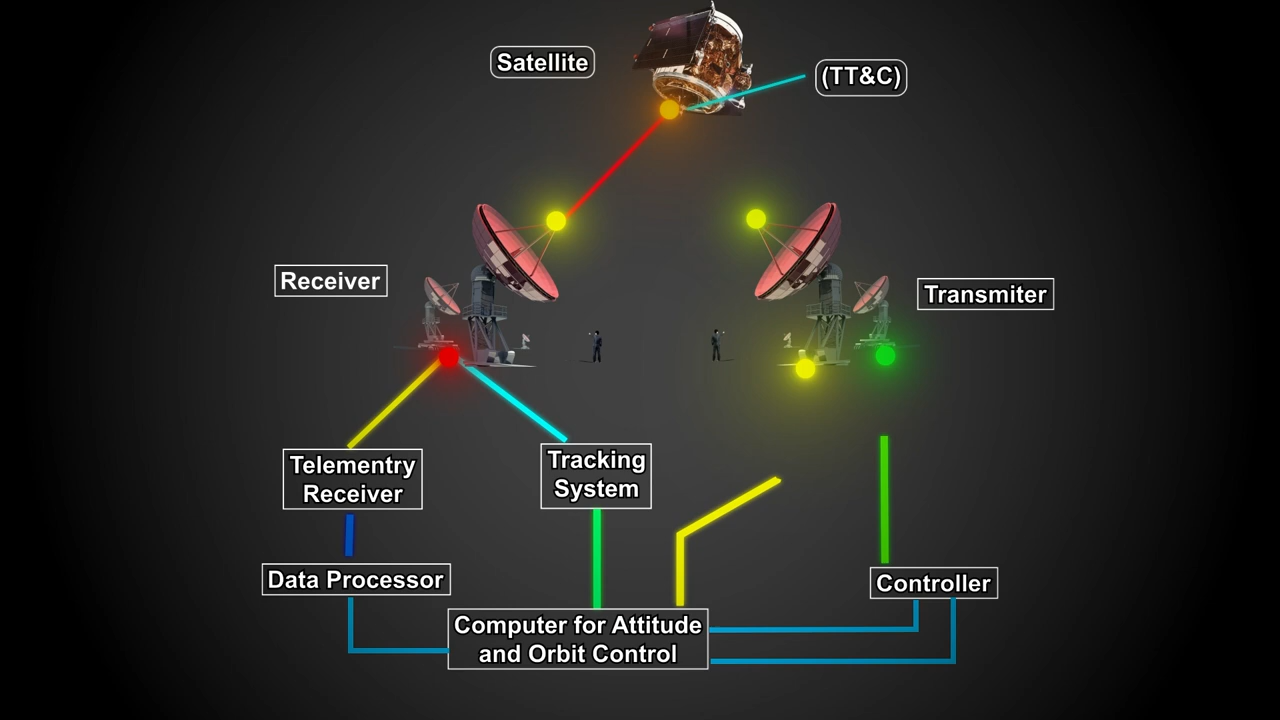 Satellite
(TT&C)
Receiver
Transmiter
Telementry
Receiver
Tracking
System
Data Processor
Controller
Computer for Attitude
and Orbit Control